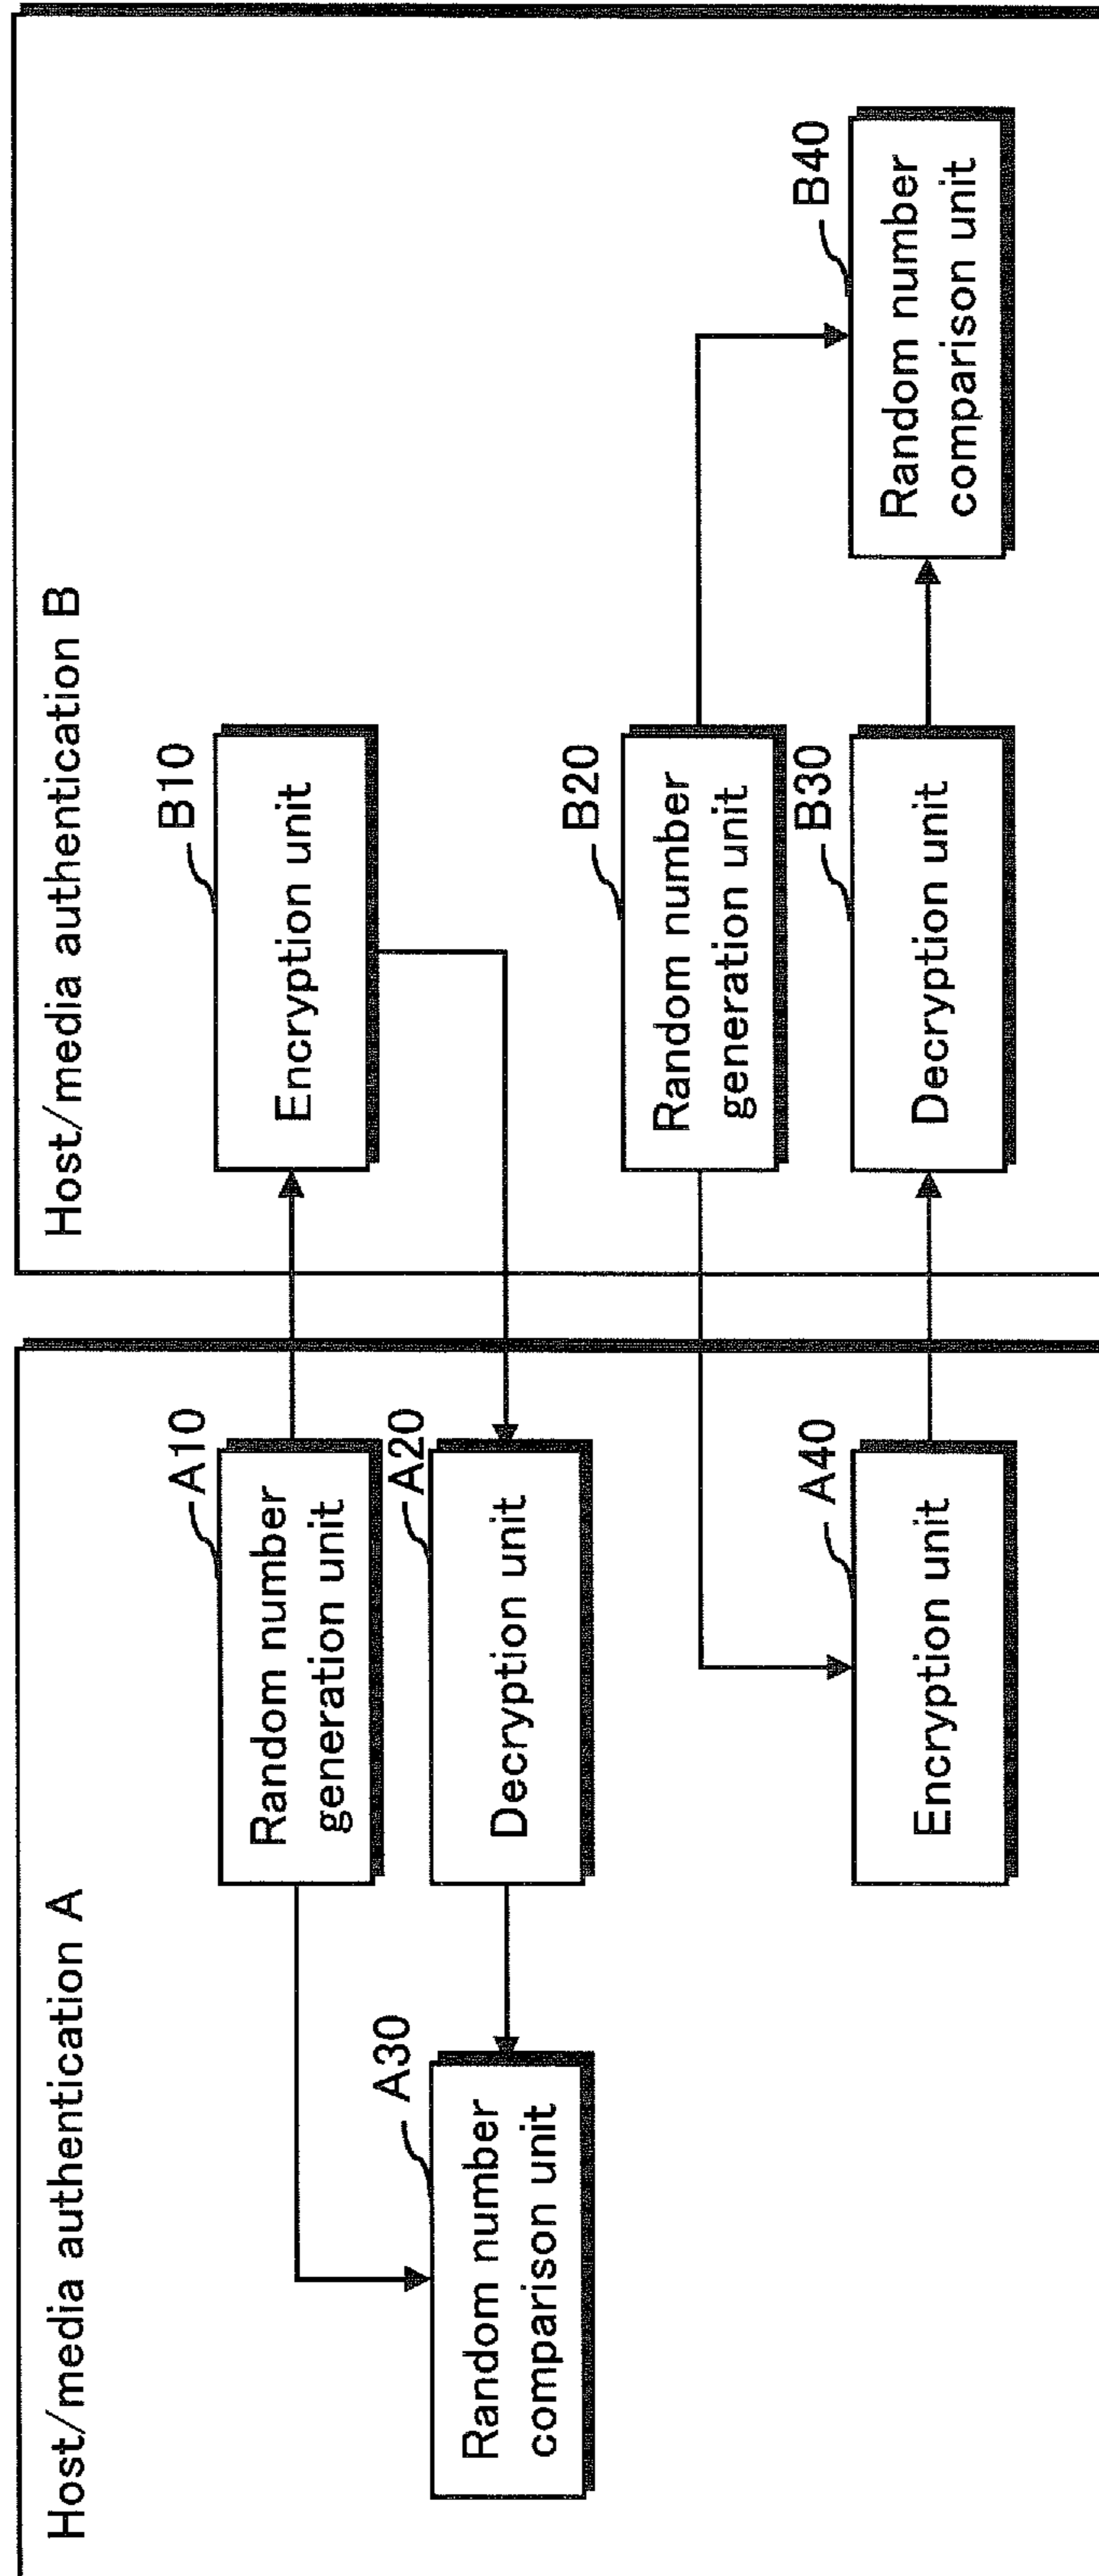 Host/media authentication A
A10
Random number
generation unit
A20
Decryption unit
A30
Random number
comparison unit
A40
Encryption unit
Host/media authentication B
B10
Encryption unit
B20
Random number
generation unit
B30
Decryption unit
B40
Random number
comparison unit